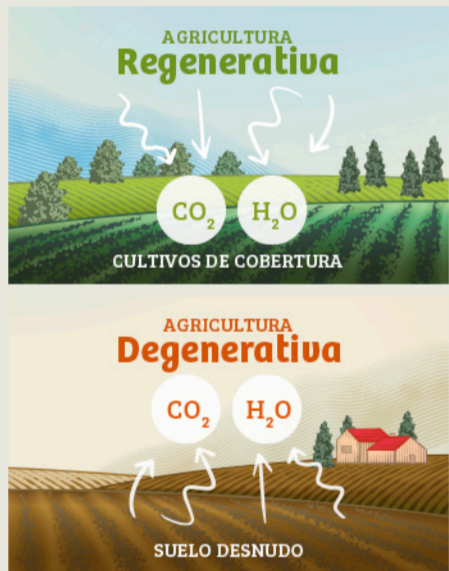 AGRICULTURA
Regenerativa
CO₂ H₂O
CULTIVOS DE COBERTURA
AGRICULTURA
Degenerativa
CO₂ H₂O
SUELO DESNUDO